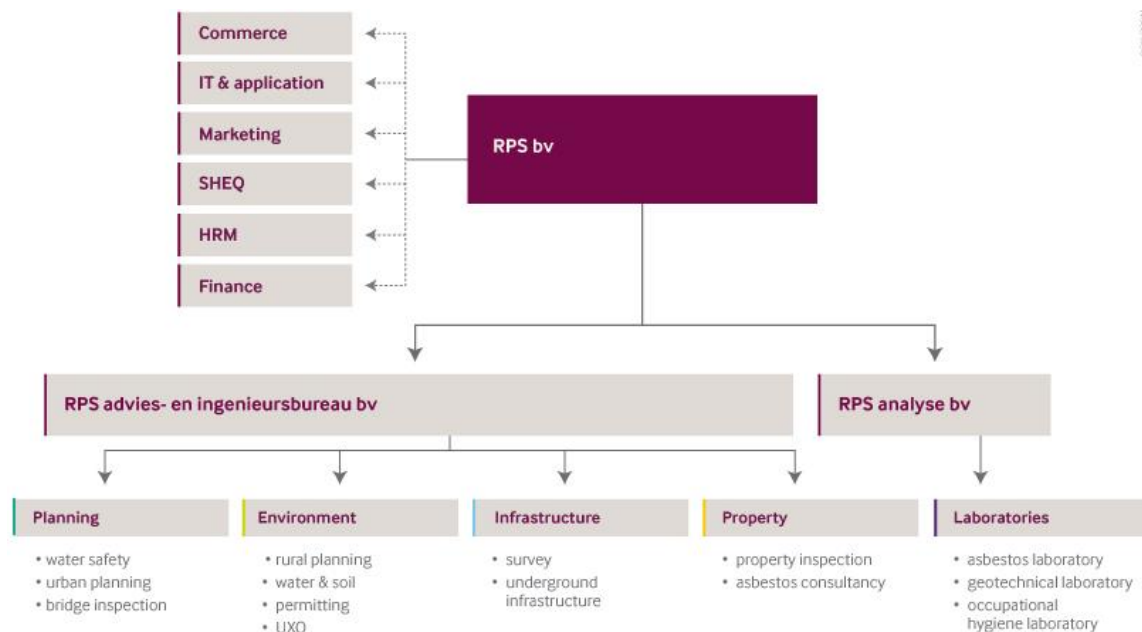 Commerce
IT & application
Marketing
SHEQ
HRM
Finance
RPS bv
RPS advies- en ingenieursbureau bv
RPS analyse bv
Planning
• water safety
• urban planning
• bridge inspection
Environment
• rural planning
• water & soil
• permitting
• UXO
Infrastructure
• survey
• underground
infrastructure
Property
• property inspection
• asbestos consultancy
Laboratories
• asbestos laboratory
• geotechnical laboratory
• occupational
hygiene laboratory